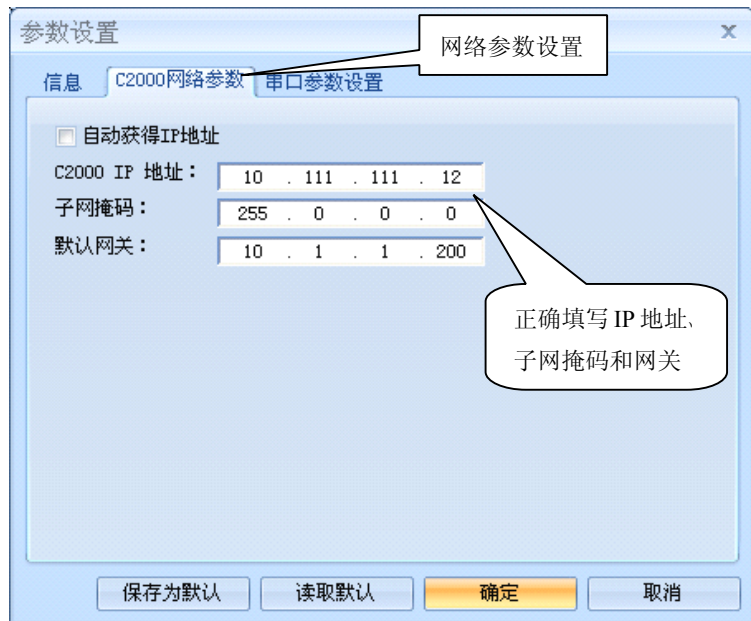 参数设置
网络参数设置
信息 C2000网络参数 串口参数设置
自动获得IP地址
C2000 IP 地址： 10 . 111 . 111 . 12
子网掩码： 255 . 0 . 0 . 0
默认网关： 10 . 1 . 1 . 200
正确填写 IP 地址、
子网掩码和网关
保存为默认 读取默认 确定 取消